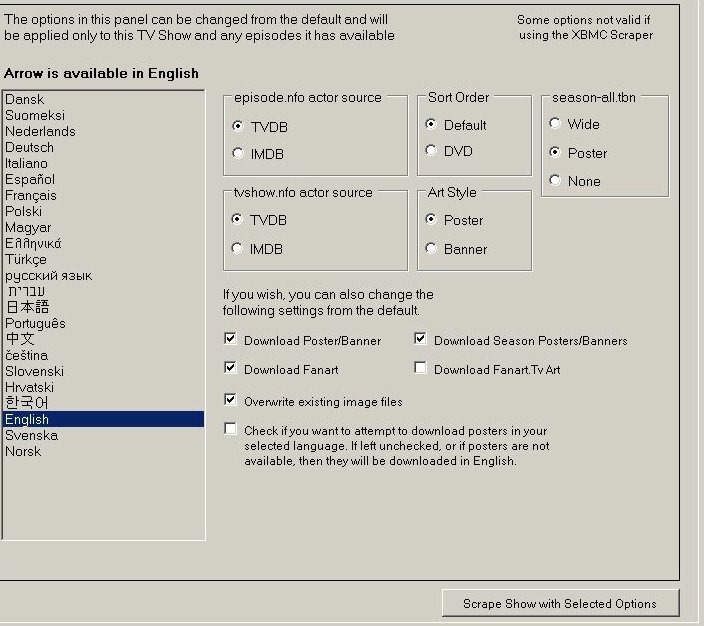 The options in this panel can be changed from the default and will
be applied only to this TV Show and any episodes it has available
Some options not valid if
using the XBMC Scraper
Arrow is available in English
Dansk
Suomeksi
Nederlands
Deutsch
Italiano
Español
Français
Polski
Magyar
Ελληνικά
Türkçe
русский язык
עברית
日本語
Português
中文
čeština
Slovenski
Hrvatski
한국어
English
Svenska
Norsk
episode.nfo actor source
TVDB
IMDB
Sort Order
Default
DVD
season-all.tbn
Wide
Poster
None
tvshow.nfo actor source
TVDB
IMDB
Art Style
Poster
Banner
If you wish, you can also change the
following settings from the default.
Download Poster/Banner
Download Season Posters/Banners
Download Fanart
Download Fanart.Tv Art
Overwrite existing image files
Check if you want to attempt to download posters in your
selected language. If left unchecked, or if posters are not
available, then they will be downloaded in English.
Scrape Show with Selected Options